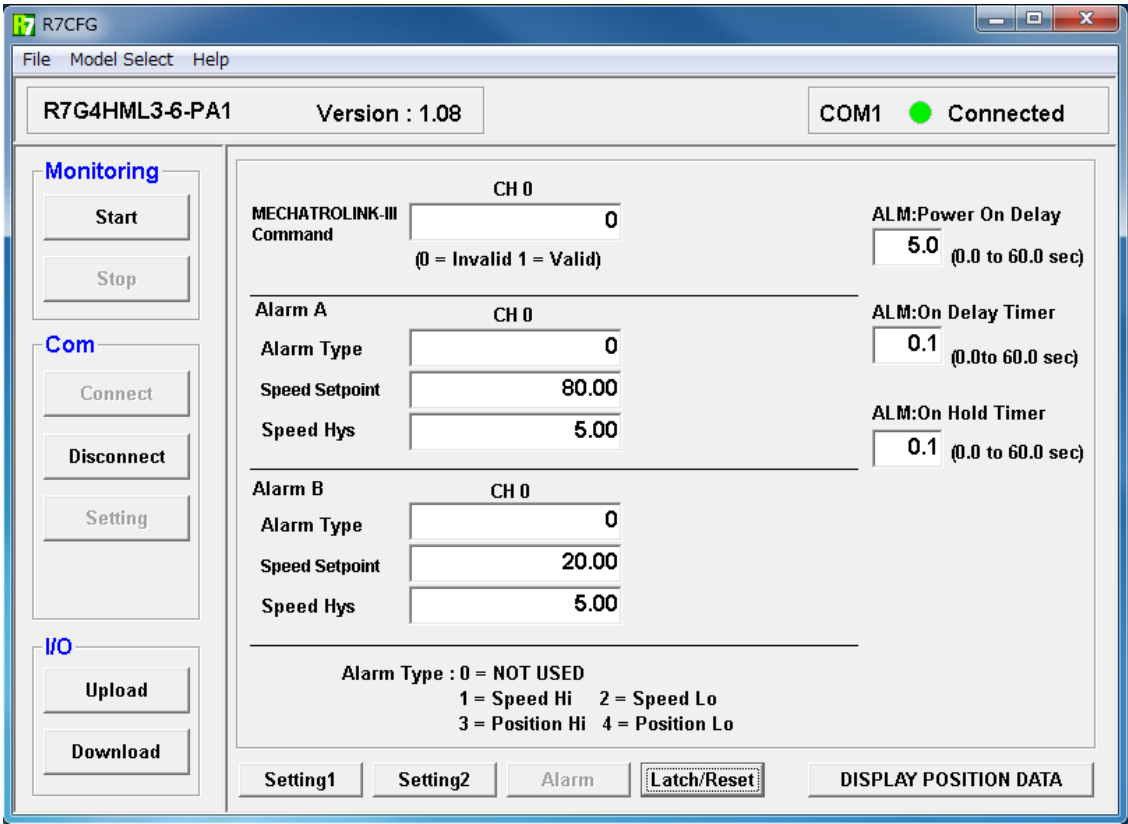 R7 R7CFG
File Model Select Help
R7G4HML3-6-PA1 Version : 1.08
COM1 Connected
Monitoring
Start
Stop
Com
Connect
Disconnect
Setting
I/O
Upload
Download
CH 0
MECHATROLINK-III
Command
0
(0 = Invalid 1 = Valid)
Alarm A
CH 0
Alarm Type 0
Speed Setpoint 80.00
Speed Hys 5.00
Alarm B
CH 0
Alarm Type 0
Speed Setpoint 20.00
Speed Hys 5.00
Alarm Type : 0 = NOT USED
1 = Speed Hi 2 = Speed Lo
3 = Position Hi 4 = Position Lo
ALM:Power On Delay
5.0 (0.0 to 60.0 sec)
ALM:On Delay Timer
0.1 (0.0to 60.0 sec)
ALM:On Hold Timer
0.1 (0.0 to 60.0 sec)
Setting1 Setting2 Alarm Latch/Reset DISPLAY POSITION DATA